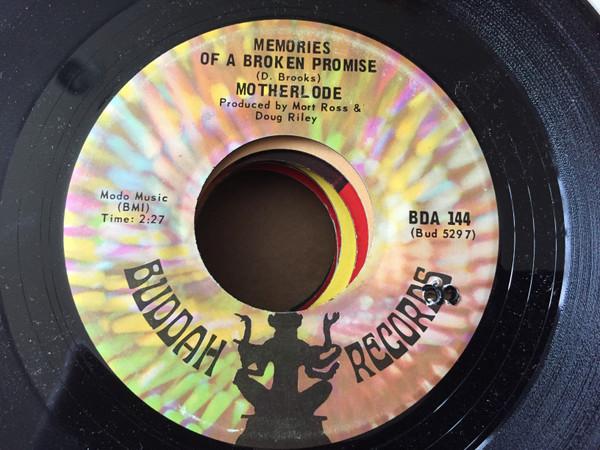 MEMORIES
OF A BROKEN PROMISE
(D. Brooks)
MOTHERLODE
Produced by Mort Ross &
Doug Riley
Modo Music
(BMI)
Time: 2:27
BDA 144
(Bud 5297)
BUDDAH RECORDS